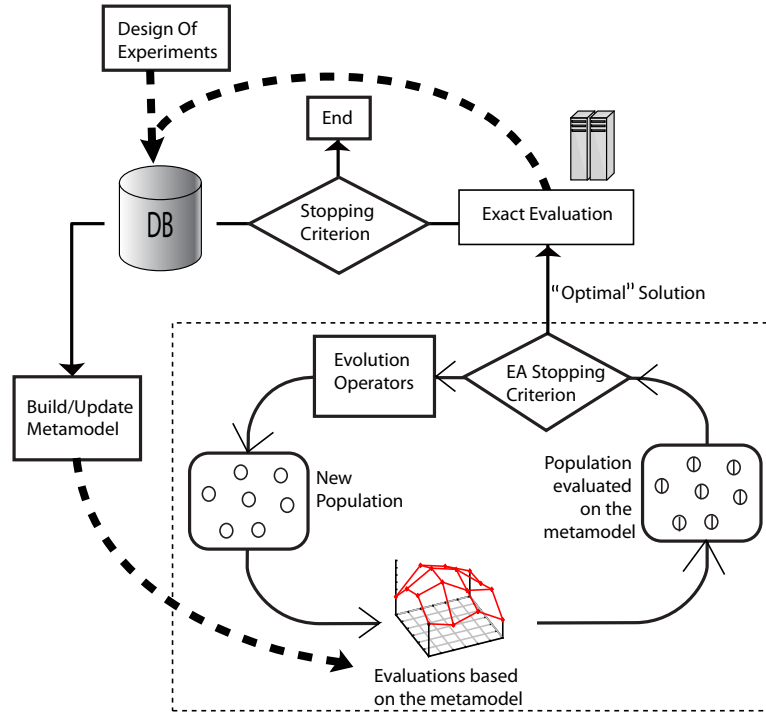 Design Of
Experiments
End
DB
Stopping
Criterion
Exact Evaluation
"Optimal" Solution
Evolution
Operators
EA Stopping
Criterion
Build/Update
Metamodel
New
Population
Population
evaluated
on the
metamodel
Evaluations based
on the metamodel